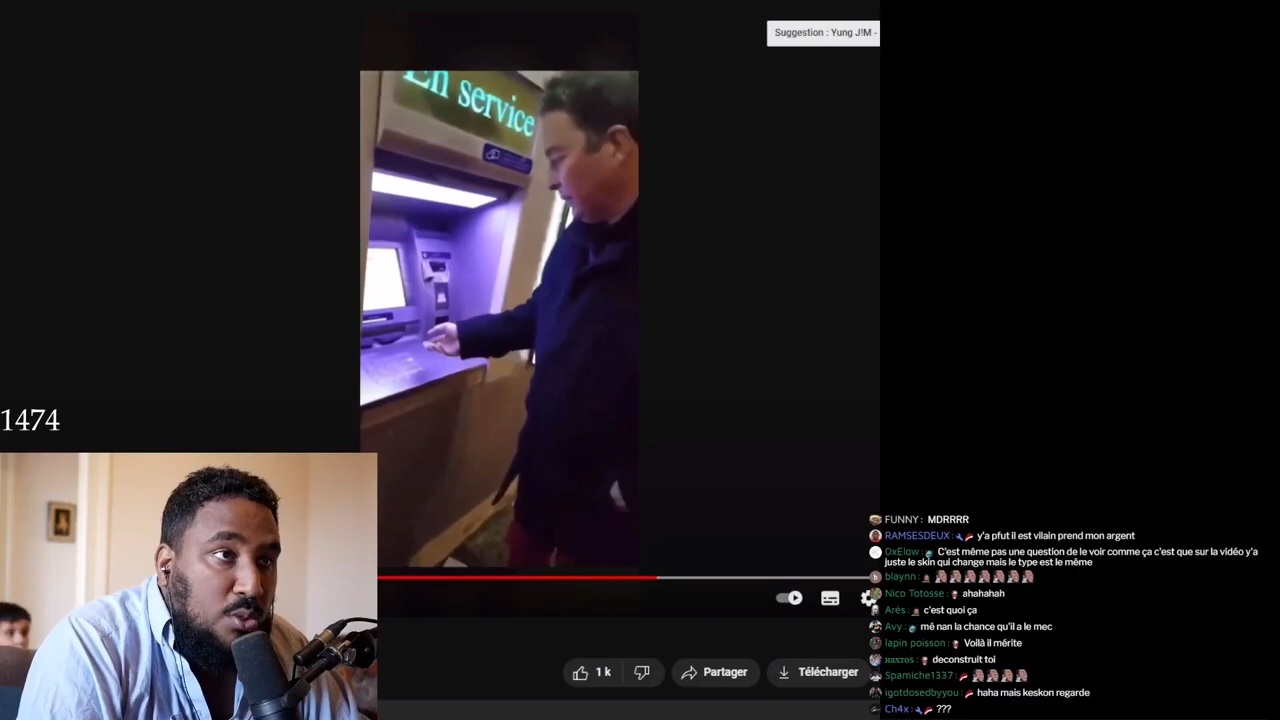 Suggestion : Yung J!M -
En service
1474
1 k
Partager
Télécharger
FUNNY : MDRRRR
RAMSESDEUX : y'a pfut il est vilain prend mon argent
0xElow : C'est même pas une question de le voir comme ça c'est que sur la vidéo y'a
juste le skin qui change mais le type est le même
blaynn :
Nico Totosse : ahahahah
Arès : c'est quoi ça
Avy : mé nan la chance qu'il a le mec
lapin poisson : Voilà il mérite
ʜᴀxᴛᴏs : deconstruit toi
Spamiche1337 :
igotdosedbyyou : haha mais keskon regarde
Ch4x : ???